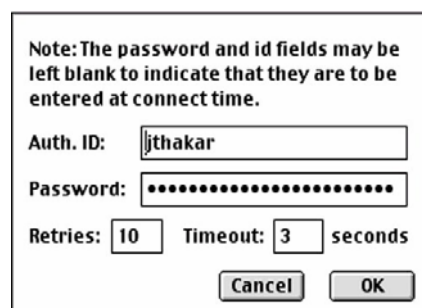 Note: The password and id fields may be
left blank to indicate that they are to be
entered at connect time.
Auth. ID: jthakar
Password: ••••••••••••••••••••••••
Retries: 10 Timeout: 3 seconds
Cancel OK